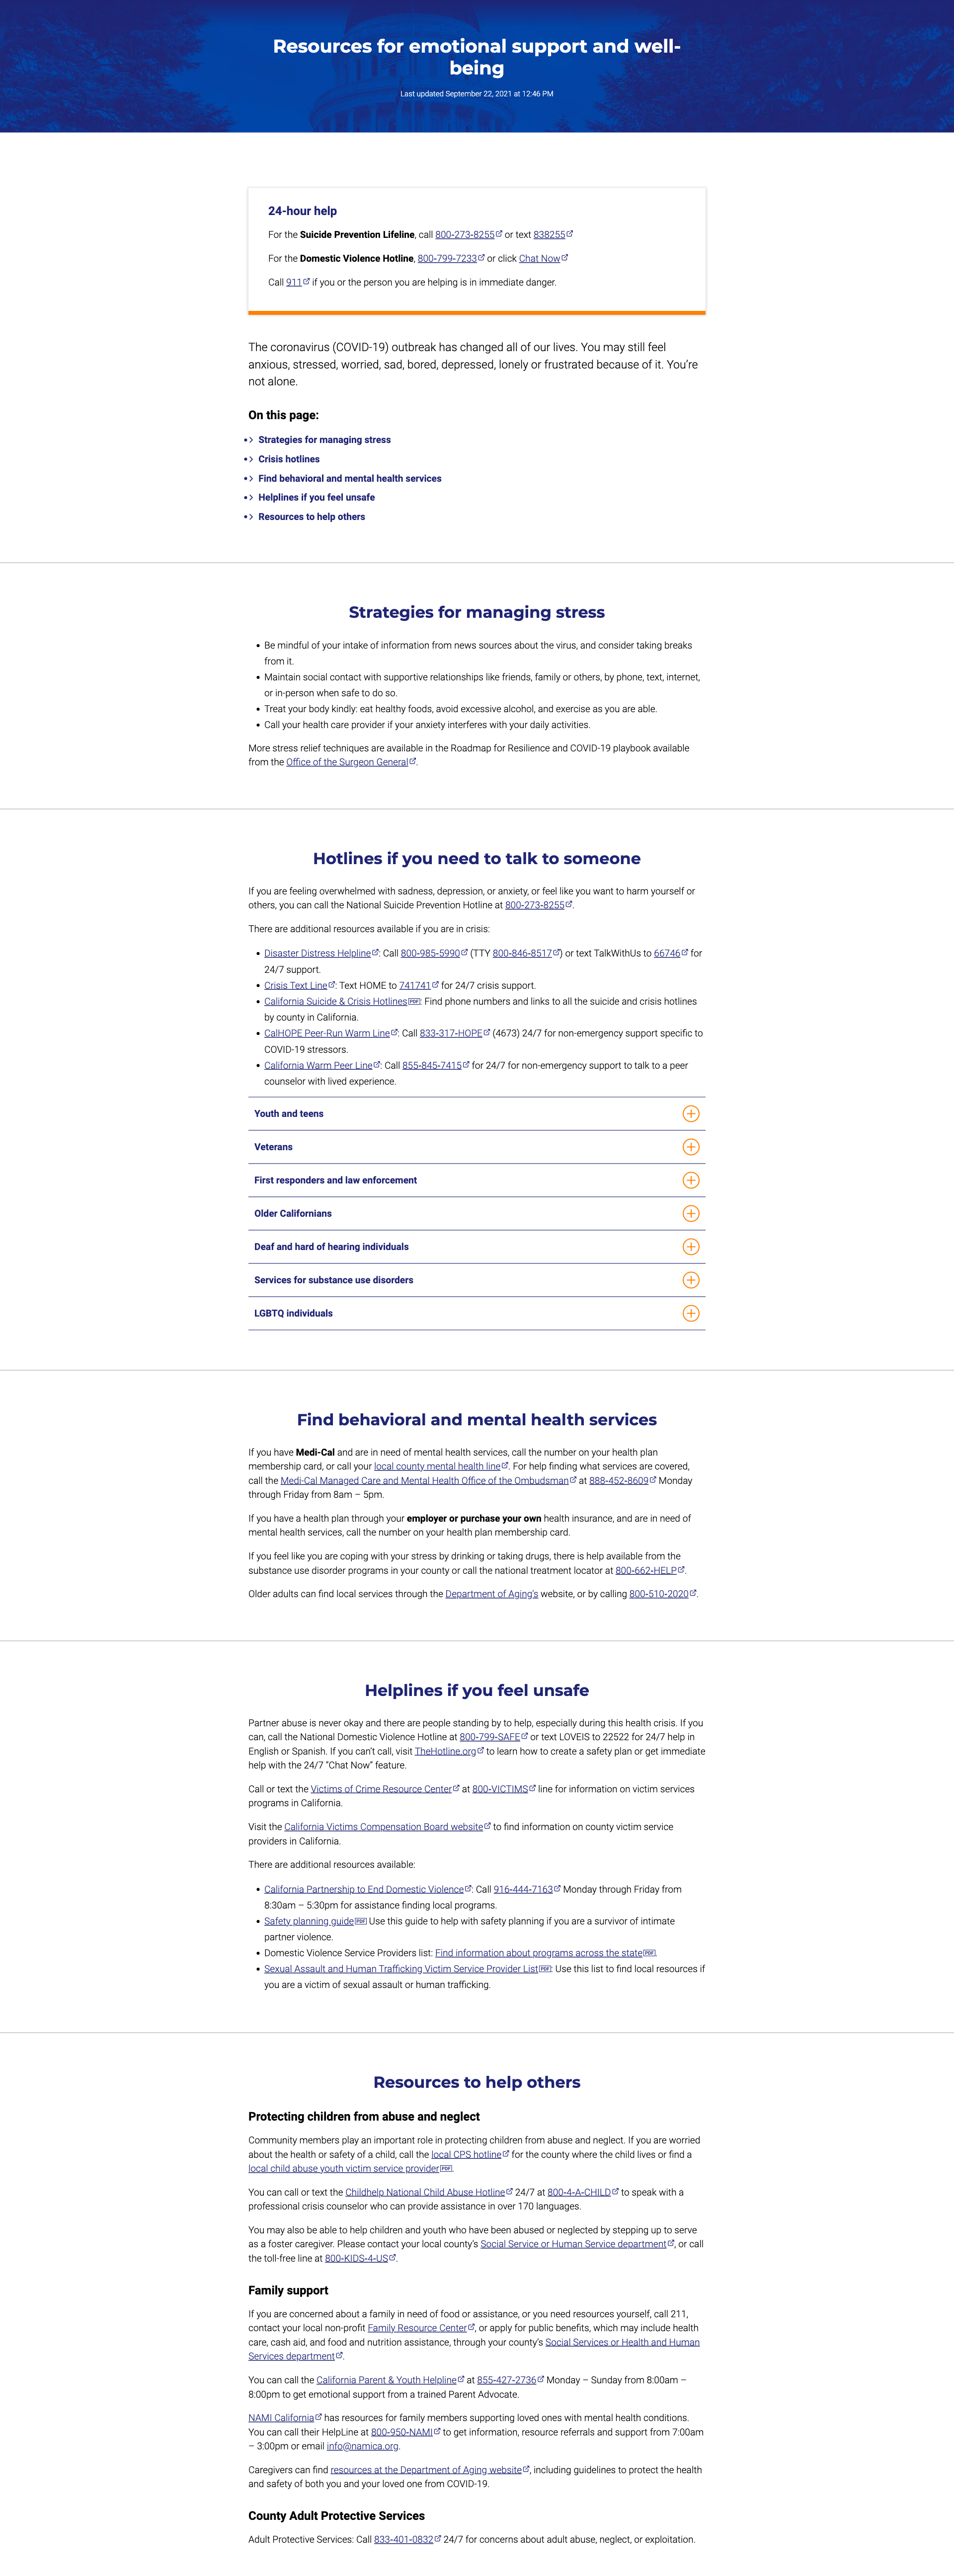 Resources for emotional support and well-
being
Last updated September 22, 2021 at 12:46 PM
24-hour help
For the Suicide Prevention Lifeline, call 800-273-8255 or text 838255
For the Domestic Violence Hotline, 800-799-7233 or click Chat Now
Call 911 if you or the person you are helping is in immediate danger.
The coronavirus (COVID-19) outbreak has changed all of our lives. You may still feel
anxious, stressed, worried, sad, bored, depressed, lonely or frustrated because of it. You're
not alone.
On this page:
Strategies for managing stress
Crisis hotlines
Find behavioral and mental health services
Helplines if you feel unsafe
Resources to help others
Strategies for managing stress
• Be mindful of your intake of information from news sources about the virus, and consider taking breaks
from it.
• Maintain social contact with supportive relationships like friends, family or others, by phone, text, internet,
or in-person when safe to do so.
• Treat your body kindly: eat healthy foods, avoid excessive alcohol, and exercise as you are able.
• Call your health care provider if your anxiety interferes with your daily activities.
More stress relief techniques are available in the Roadmap for Resilience and COVID-19 playbook available
from the Office of the Surgeon General.
Hotlines if you need to talk to someone
If you are feeling overwhelmed with sadness, depression, or anxiety, or feel like you want to harm yourself or
others, you can call the National Suicide Prevention Hotline at 800-273-8255.
There are additional resources available if you are in crisis:
• Disaster Distress Helpline: Call 800-985-5990 (TTY 800-846-8517) or text TalkWithUs to 66746 for
24/7 support.
• Crisis Text Line: Text HOME to 741741 for 24/7 crisis support.
• California Suicide & Crisis Hotlines PDF: Find phone numbers and links to all the suicide and crisis hotlines
by county in California.
• CalHOPE Peer-Run Warm Line: Call 833-317-HOPE (4673) 24/7 for non-emergency support specific to
COVID-19 stressors.
• California Warm Peer Line: Call 855-845-7415 for 24/7 for non-emergency support to talk to a peer
counselor with lived experience.
Youth and teens
Veterans
First responders and law enforcement
Older Californians
Deaf and hard of hearing individuals
Services for substance use disorders
LGBTQ individuals
Find behavioral and mental health services
If you have Medi-Cal and are in need of mental health services, call the number on your health plan
membership card, or call your local county mental health line. For help finding what services are covered,
call the Medi-Cal Managed Care and Mental Health Office of the Ombudsman at 888-452-8609 Monday
through Friday from 8am – 5pm.
If you have a health plan through your employer or purchase your own health insurance, and are in need of
mental health services, call the number on your health plan membership card.
If you feel like you are coping with your stress by drinking or taking drugs, there is help available from the
substance use disorder programs in your county or call the national treatment locator at 800-662-HELP.
Older adults can find local services through the Department of Aging's website, or by calling 800-510-2020.
Helplines if you feel unsafe
Partner abuse is never okay and there are people standing by to help, especially during this health crisis. If you
can, call the National Domestic Violence Hotline at 800-799-SAFE or text LOVEIS to 22522 for 24/7 help in
English or Spanish. If you can't call, visit TheHotline.org to learn how to create a safety plan or get immediate
help with the 24/7 "Chat Now" feature.
Call or text the Victims of Crime Resource Center at 800-VICTIMS line for information on victim services
programs in California.
Visit the California Victims Compensation Board website to find information on county victim service
providers in California.
There are additional resources available:
• California Partnership to End Domestic Violence: Call 916-444-7163 Monday through Friday from
8:30am – 5:30pm for assistance finding local programs.
• Safety planning guide PDF Use this guide to help with safety planning if you are a survivor of intimate
partner violence.
• Domestic Violence Service Providers list: Find information about programs across the state PDF.
• Sexual Assault and Human Trafficking Victim Service Provider List PDF: Use this list to find local resources if
you are a victim of sexual assault or human trafficking.
Resources to help others
Protecting children from abuse and neglect
Community members play an important role in protecting children from abuse and neglect. If you are worried
about the health or safety of a child, call the local CPS hotline for the county where the child lives or find a
local child abuse youth victim service provider PDF.
You can call or text the Childhelp National Child Abuse Hotline 24/7 at 800-4-A-CHILD to speak with a
professional crisis counselor who can provide assistance in over 170 languages.
You may also be able to help children and youth who have been abused or neglected by stepping up to serve
as a foster caregiver. Please contact your local county's Social Service or Human Service department, or call
the toll-free line at 800-KIDS-4-US.
Family support
If you are concerned about a family in need of food or assistance, or you need resources yourself, call 211,
contact your local non-profit Family Resource Center, or apply for public benefits, which may include health
care, cash aid, and food and nutrition assistance, through your county's Social Services or Health and Human
Services department.
You can call the California Parent & Youth Helpline at 855-427-2736 Monday – Sunday from 8:00am –
8:00pm to get emotional support from a trained Parent Advocate.
NAMI California has resources for family members supporting loved ones with mental health conditions.
You can call their HelpLine at 800-950-NAMI to get information, resource referrals and support from 7:00am
– 3:00pm or email info@namica.org.
Caregivers can find resources at the Department of Aging website, including guidelines to protect the health
and safety of both you and your loved one from COVID-19.
County Adult Protective Services
Adult Protective Services: Call 833-401-0832 24/7 for concerns about adult abuse, neglect, or exploitation.